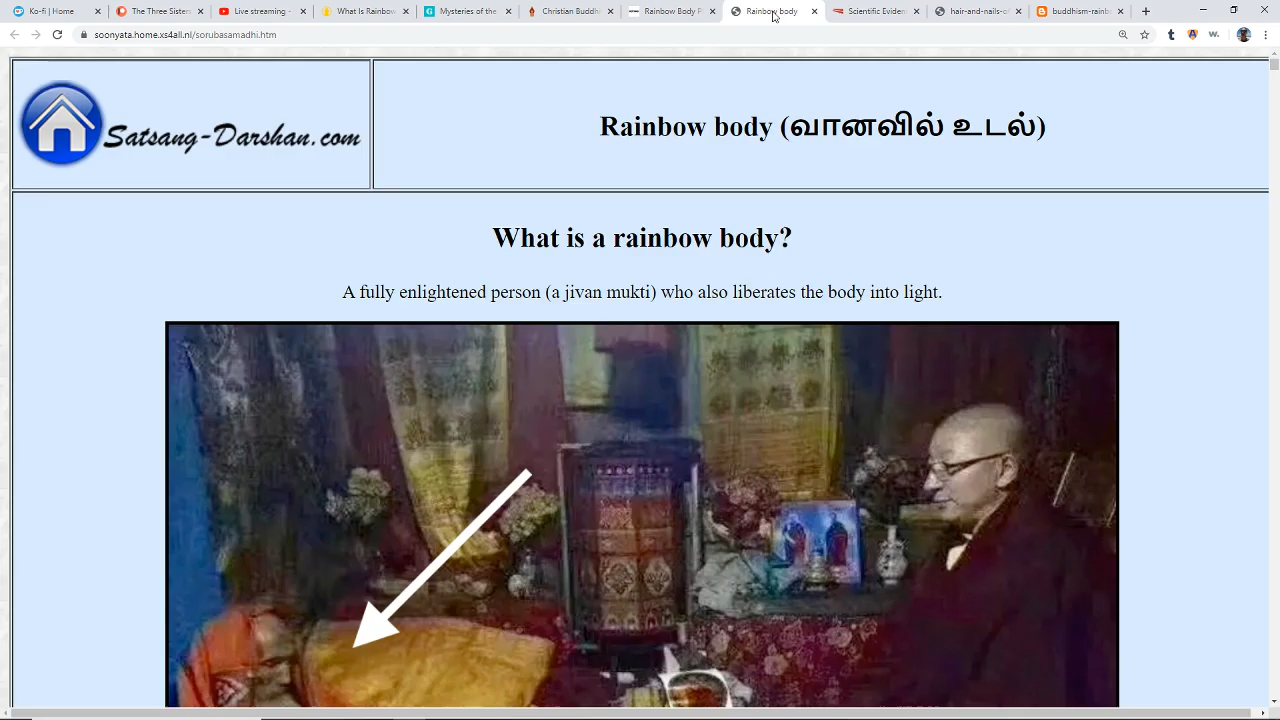 Ko-fi | Home
The Three Sister
Live streaming -
What Is Rainbow
Mysteries of the
Christian Buddhi
Rainbow Body P
Rainbow body
Scientific Eviden
hair-and-nails-of
buddhism-rainb
soonyata.home.xs4all.nl/sorubasamadhi.htm
Satsang-Darshan.com
Rainbow body (வானவில் உடல்)
What is a rainbow body?
A fully enlightened person (a jivan mukti) who also liberates the body into light.